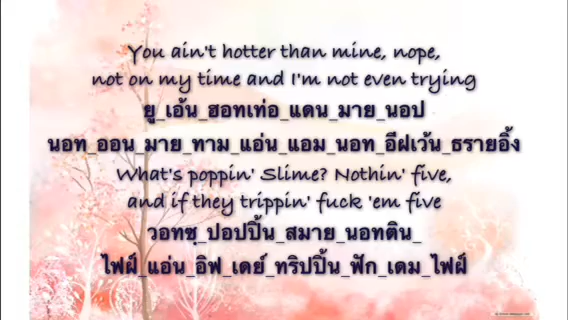 You ain't hotter than mine, nope,
not on my time and I'm not even trying
ยู_เอ้น_ฮอทเท่อ_แดน_มาย_นอป
นอท_ออน_มาย_ทาม_แอ่น_แอม_นอท_อีฝเว้น_ธรายอิ้ง
What's poppin' Slime? Nothin' five,
and if they trippin' fuck 'em five
วอทซฺ_ปอปปิ้น_สมาย_นอทติน_
ไฟฝ์_แอ่น_อิฟ_เดย์_ทริปปิ้น_ฟัก_เดม_ไฟฝ์